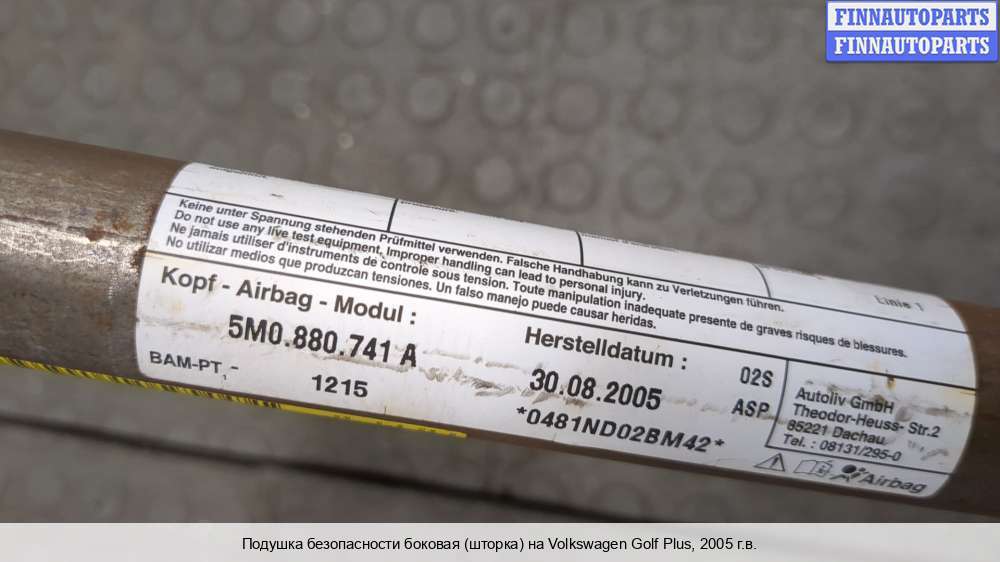 FINNAUTOPARTS
FINNAUTOPARTS
Linie 1
Keine unter Spannung stehenden Prüfmittel verwenden. Falsche Handhabung kann zu Verletzungen führen.
Do not use any live test equipment, Improper handling can lead to personal injury.
Ne jamais utiliser d'instruments de controle sous tension. Toute manipulation inadequate presente de graves risques de blessures.
No utilizar medios que produzcan tensiones. Un falso manejo puede causar heridas.
Kopf - Airbag - Modul :
5M0.880.741 A
BAM-PT,-
1215
Herstelldatum :
30.08.2005
*0481ND02BM42*
02S
ASP
Autoliv GmbH
Theodor-Heuss- Str.2
85221 Dachau
Tel. : 08131/295-0
Airbag
Подушка безопасности боковая (шторка) на Volkswagen Golf Plus, 2005 г.в.